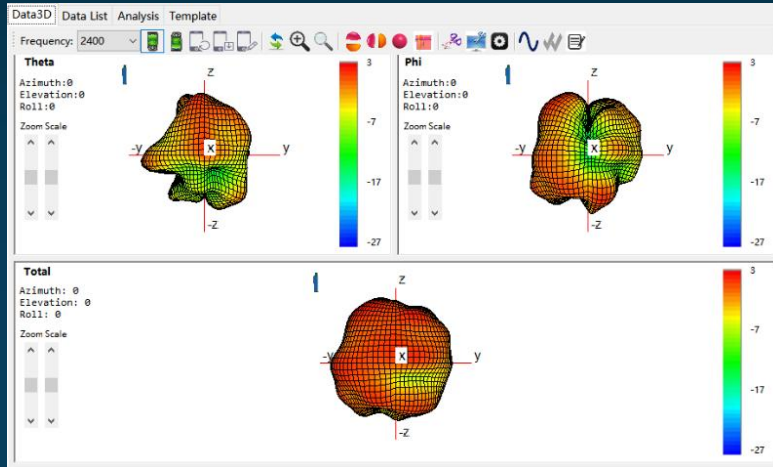 Data3D Data List Analysis Template
Frequency: 2400
Theta
Azimuth:0
Elevation:0
Roll:0
Zoom Scale
z
-y
x
y
-z
3
-7
-17
-27
Phi
Azimuth:0
Elevation:0
Roll:0
Zoom Scale
z
-y
x
y
-z
3
-7
-17
-27
Total
Azimuth: 0
Elevation: 0
Roll: 0
Zoom Scale
z
-y
x
y
-z
3
-7
-17
-27